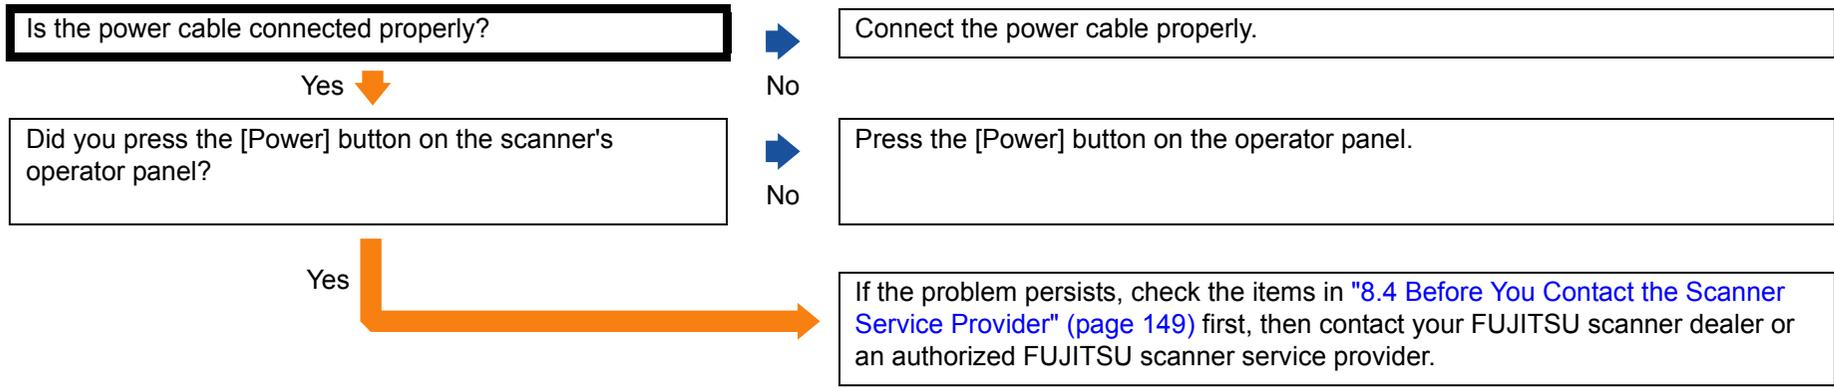 Is the power cable connected properly?
Connect the power cable properly.
Yes
No
Did you press the [Power] button on the scanner's
operator panel?
Press the [Power] button on the operator panel.
No
Yes
If the problem persists, check the items in "8.4 Before You Contact the Scanner
Service Provider" (page 149) first, then contact your FUJITSU scanner dealer or
an authorized FUJITSU scanner service provider.